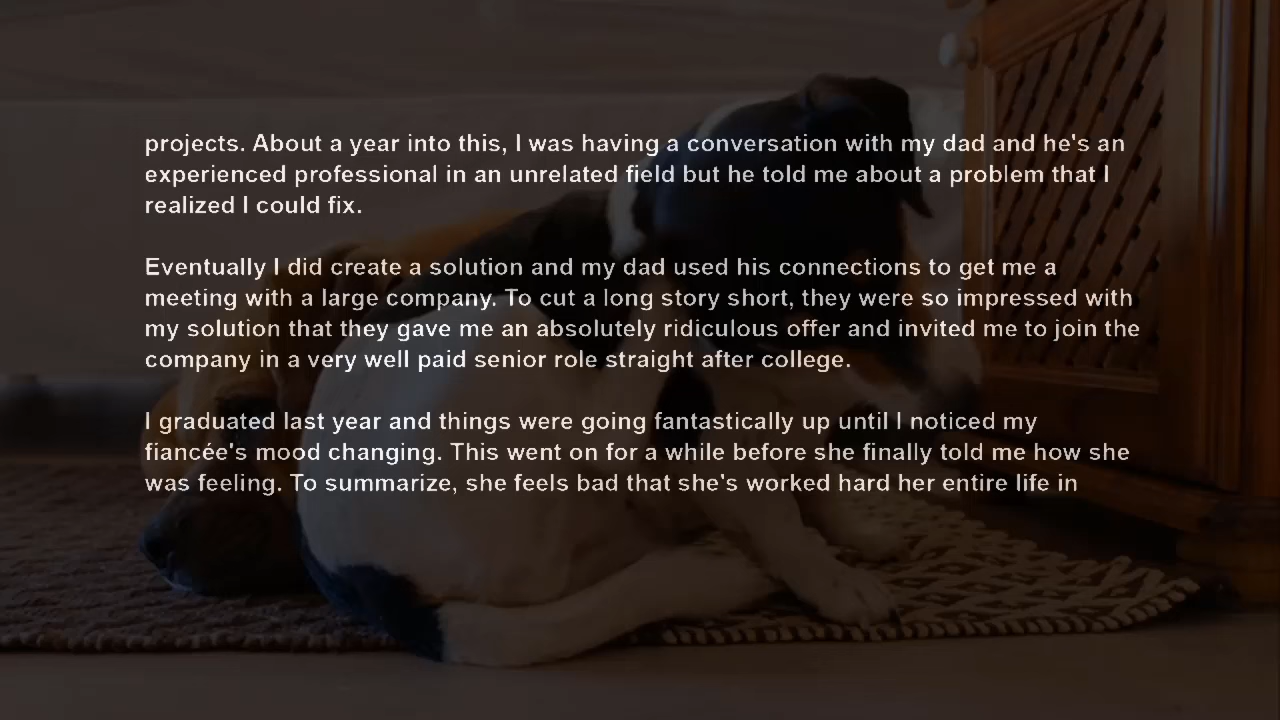 projects. About a year into this, I was having a conversation with my dad and he's an
experienced professional in an unrelated field but he told me about a problem that I
realized I could fix.
Eventually I did create a solution and my dad used his connections to get me a
meeting with a large company. To cut a long story short, they were so impressed with
my solution that they gave me an absolutely ridiculous offer and invited me to join the
company in a very well paid senior role straight after college.
I graduated last year and things were going fantastically up until I noticed my
fiancée's mood changing. This went on for a while before she finally told me how she
was feeling. To summarize, she feels bad that she's worked hard her entire life in